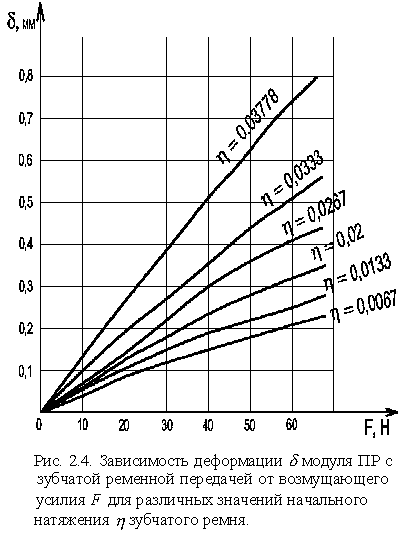 δ, мм
0,8
0,7
0,6
0,5
0,4
0,3
0,2
0,1
η = 0,03778
η = 0,0333
η = 0,0267
η = 0,02
η = 0,0133
η = 0,0067
0 10 20 30 40 50 60 F, Н
Рис. 2.4. Зависимость деформации δ модуля ПР с
зубчатой ременной передачей от возмущающего
усилия F для различных значений начального
натяжения η зубчатого ремня.